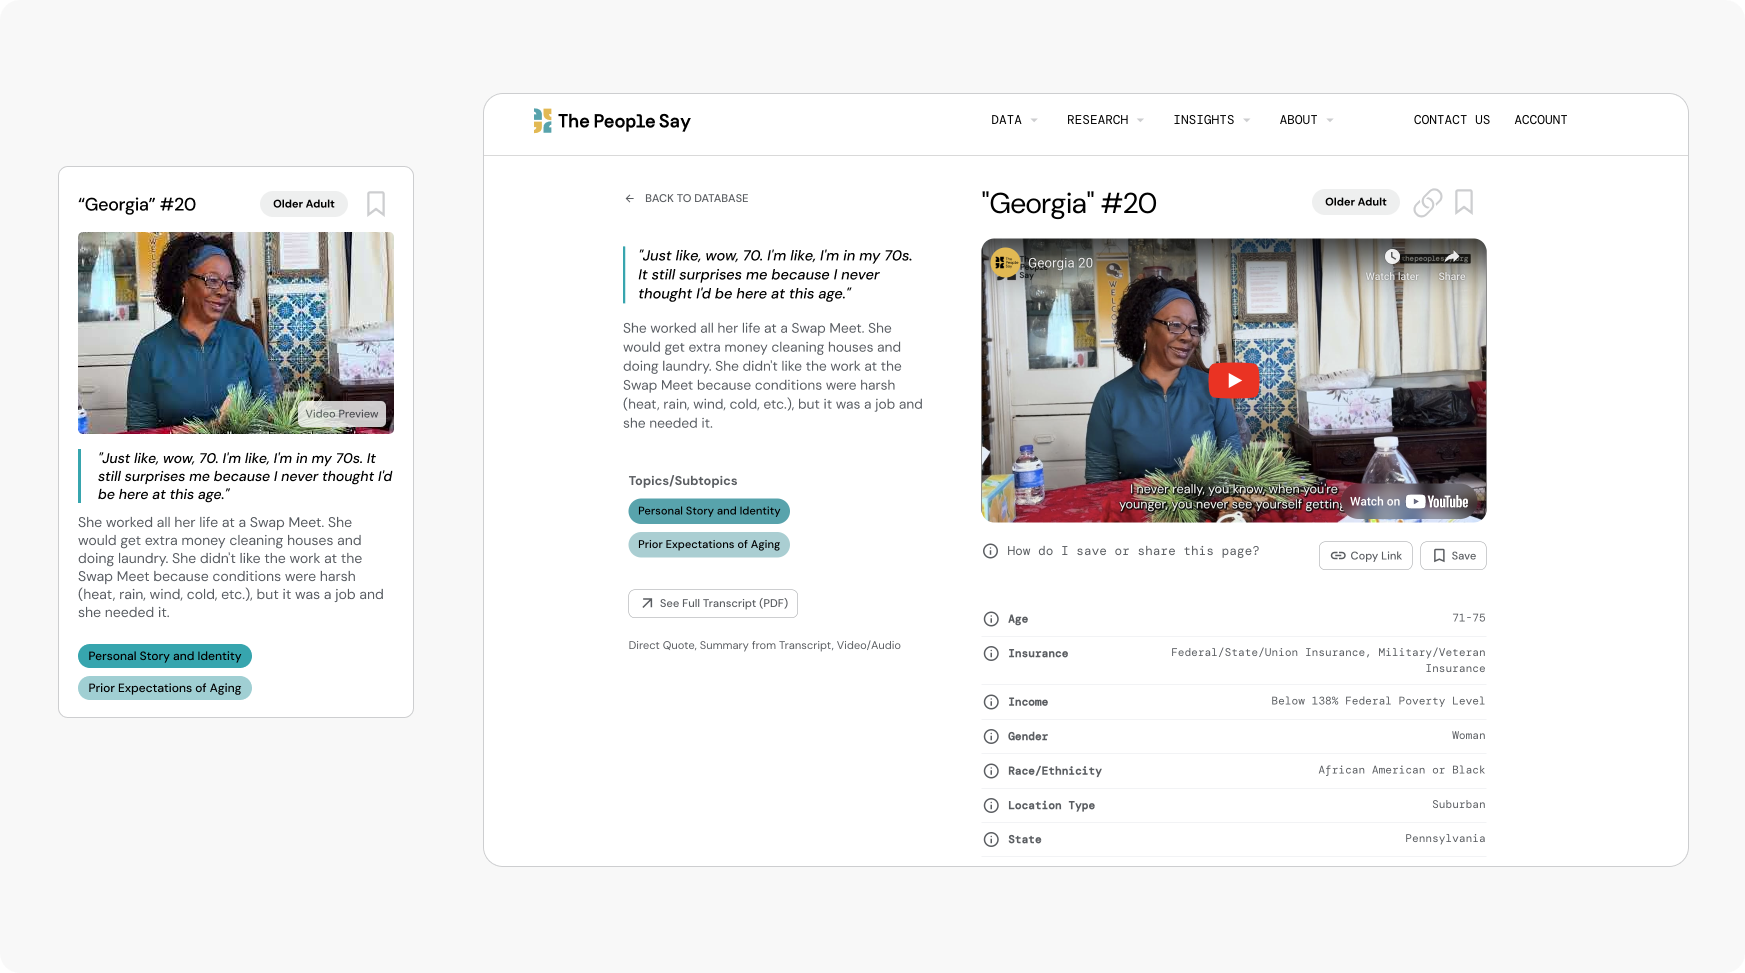 “Georgia” #20
Older Adult
Video Preview
"Just like, wow, 70. I'm like, I'm in my 70s. It
still surprises me because I never thought I'd
be here at this age."
She worked all her life at a Swap Meet. She
would get extra money cleaning houses and
doing laundry. She didn't like the work at the
Swap Meet because conditions were harsh
(heat, rain, wind, cold, etc.), but it was a job and
she needed it.
Personal Story and Identity
Prior Expectations of Aging
The People Say
DATA
RESEARCH
INSIGHTS
ABOUT
CONTACT US
ACCOUNT
BACK TO DATABASE
"Just like, wow, 70. I'm like, I'm in my 70s.
It still surprises me because I never
thought I'd be here at this age."
She worked all her life at a Swap Meet. She
would get extra money cleaning houses and
doing laundry. She didn't like the work at the
Swap Meet because conditions were harsh
(heat, rain, wind, cold, etc.), but it was a job and
she needed it.
Topics/Subtopics
Personal Story and Identity
Prior Expectations of Aging
See Full Transcript (PDF)
Direct Quote, Summary from Transcript, Video/Audio
"Georgia" #20
Older Adult
Georgia 20
Say
Watch later
Share
I never really, you know, when you're
younger, you never see yourself getting
Watch on YouTube
How do I save or share this page?
Copy Link
Save
Age 71-75
Insurance Federal/State/Union Insurance, Military/Veteran
Insurance
Income Below 138% Federal Poverty Level
Gender Woman
Race/Ethnicity African American or Black
Location Type Suburban
State Pennsylvania